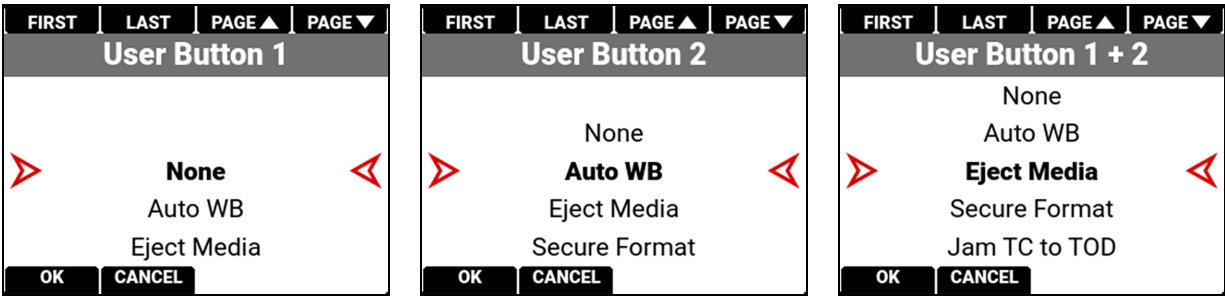 FIRST LAST PAGE▲ PAGE▼
User Button 1
None
Auto WB
Eject Media
OK CANCEL
FIRST LAST PAGE▲ PAGE▼
User Button 2
None
Auto WB
Eject Media
Secure Format
OK CANCEL
FIRST LAST PAGE▲ PAGE▼
User Button 1 + 2
None
Auto WB
Eject Media
Secure Format
Jam TC to TOD
OK CANCEL